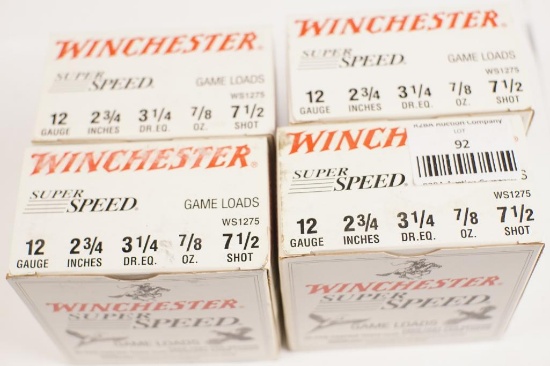 WINCHESTER®
SUPER SPEED®
GAME LOADS
WS1275
12 GAUGE 2 3/4 INCHES 3 1/4 DR.EQ. 7/8 OZ. 7 1/2 SHOT
WINCHESTER®
SUPER SPEED®
GAME LOADS
WS1275
12 GAUGE 2 3/4 INCHES 3 1/4 DR.EQ. 7/8 OZ. 7 1/2 SHOT
WINCHESTER®
SUPER SPEED®
GAME LOADS
WS1275
12 GAUGE 2 3/4 INCHES 3 1/4 DR.EQ. 7/8 OZ. 7 1/2 SHOT
WINCHESTER®
SUPER SPEED®
GAME LOADS
WINCH
Auction Company
LOT
92
SUPER SPEED
WS1275
12 GAUGE 2 3/4 INCHES 3 1/4 DR.EQ. 7/8 OZ. 7 1/2 SHOT
WINCHESTER®
SUPER SPEED®
GAME LOADS